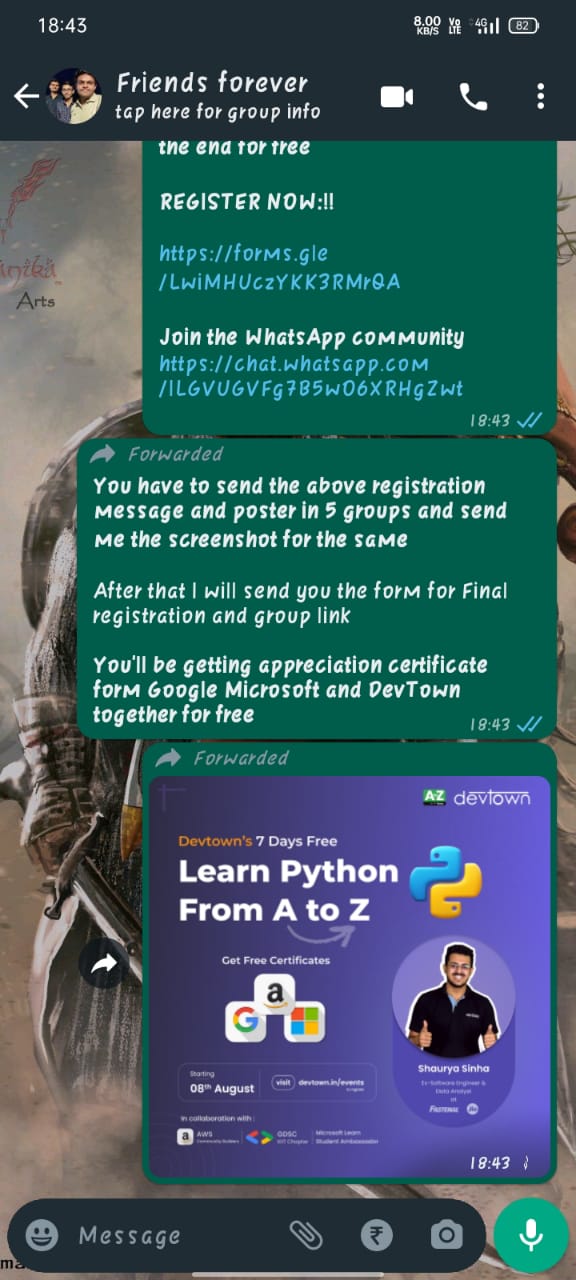 18:43
8.00 KB/S
Vo LTE
4G
82
Friends forever
tap here for group info
the end for free
REGISTER NOW:!!
https://forms.gle
/LwiMHUczYKK3RMrQA
Join the WhatsApp community
https://chat.whatsapp.com
/ILGVUGVFg7B5wO6XRHgZwt
18:43
Arts
Forwarded
You have to send the above registration
message and poster in 5 groups and send
me the screenshot for the same
After that I will send you the form for Final
registration and group link
You'll be getting appreciation certificate
form Google Microsoft and DevTown
together for free
18:43
Forwarded
A-Z devtown
Devtown's 7 Days Free
Learn Python
From A to Z
Get Free Certificates
a
G
Starting
08th August
visit devtown.in/events
Shaurya Sinha
Ex-Software Engineer &
Data Analyst
at
FASTENAL Jio
In collaboration with :
a AWS
Community Builders
GDSC
Chapter
Microsoft Learn
Student Ambassador
18:43
Message
₹